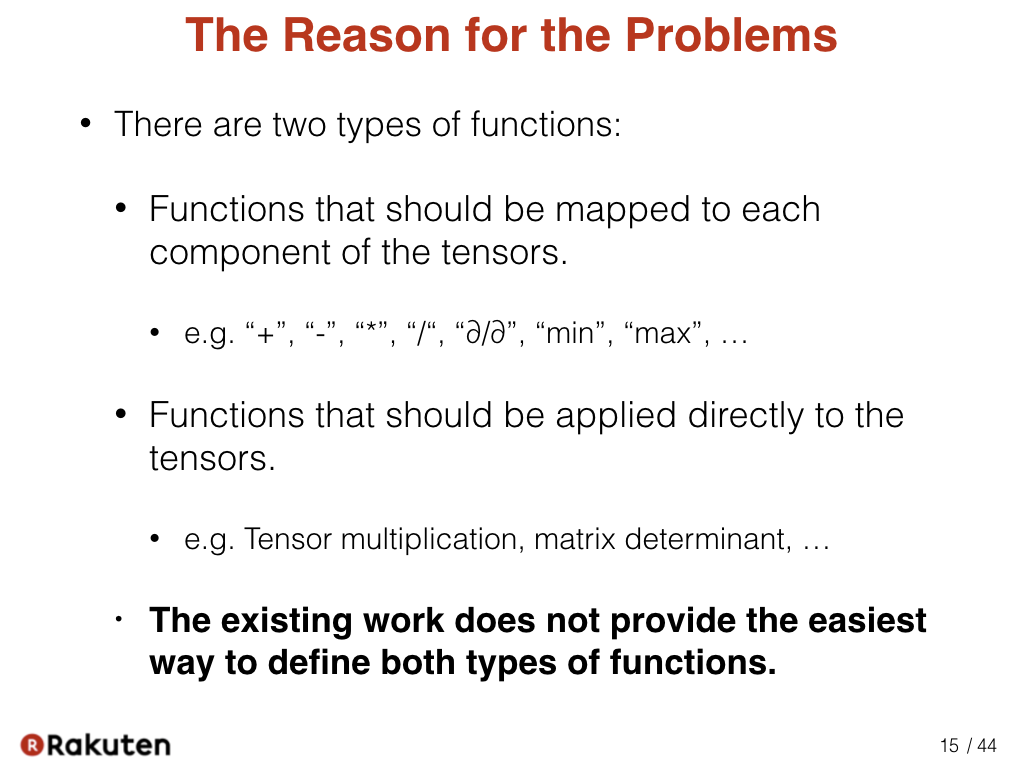 The Reason for the Problems
• There are two types of functions:
• Functions that should be mapped to each
component of the tensors.
• e.g. “+”, “-”, “*”, “/“, “∂/∂”, “min”, “max”, …
• Functions that should be applied directly to the
tensors.
• e.g. Tensor multiplication, matrix determinant, …
• The existing work does not provide the easiest
way to define both types of functions.
R Rakuten
15 / 44